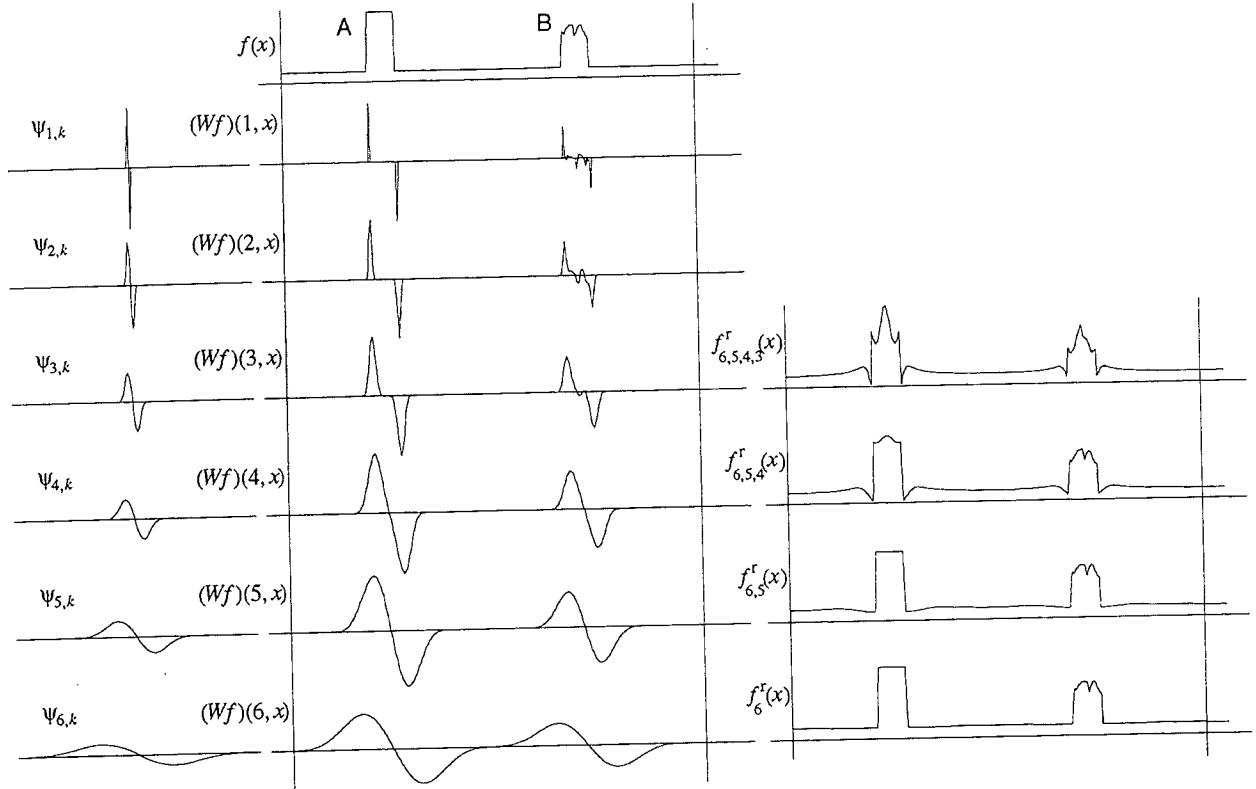 A
B
f(x)
ψ1,k
(Wf)(1,x)
ψ2,k
(Wf)(2,x)
ψ3,k
(Wf)(3,x)
ψ4,k
(Wf)(4,x)
ψ5,k
(Wf)(5,x)
ψ6,k
(Wf)(6,x)
f^r_6,5,4,3(x)
f^r_6,5,4(x)
f^r_6,5(x)
f^r_6(x)